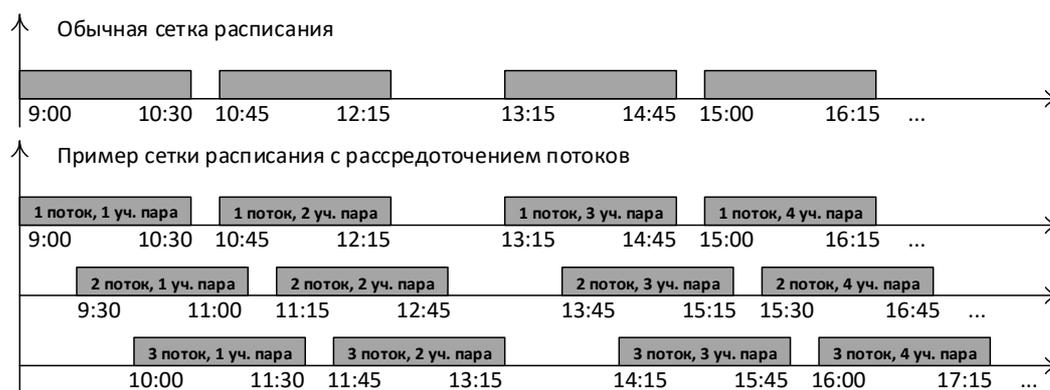 Обычная сетка расписания
9:00 10:30 10:45 12:15 13:15 14:45 15:00 16:15 ...
Пример сетки расписания с рассредоточением потоков
1 поток, 1 уч. пара 1 поток, 2 уч. пара 1 поток, 3 уч. пара 1 поток, 4 уч. пара
9:00 10:30 10:45 12:15 13:15 14:45 15:00 16:15 ...
2 поток, 1 уч. пара 2 поток, 2 уч. пара 2 поток, 3 уч. пара 2 поток, 4 уч. пара
9:30 11:00 11:15 12:45 13:45 15:15 15:30 16:45 ...
3 поток, 1 уч. пара 3 поток, 2 уч. пара 3 поток, 3 уч. пара 3 поток, 4 уч. пара
10:00 11:30 11:45 13:15 14:15 15:45 16:00 17:15 ...